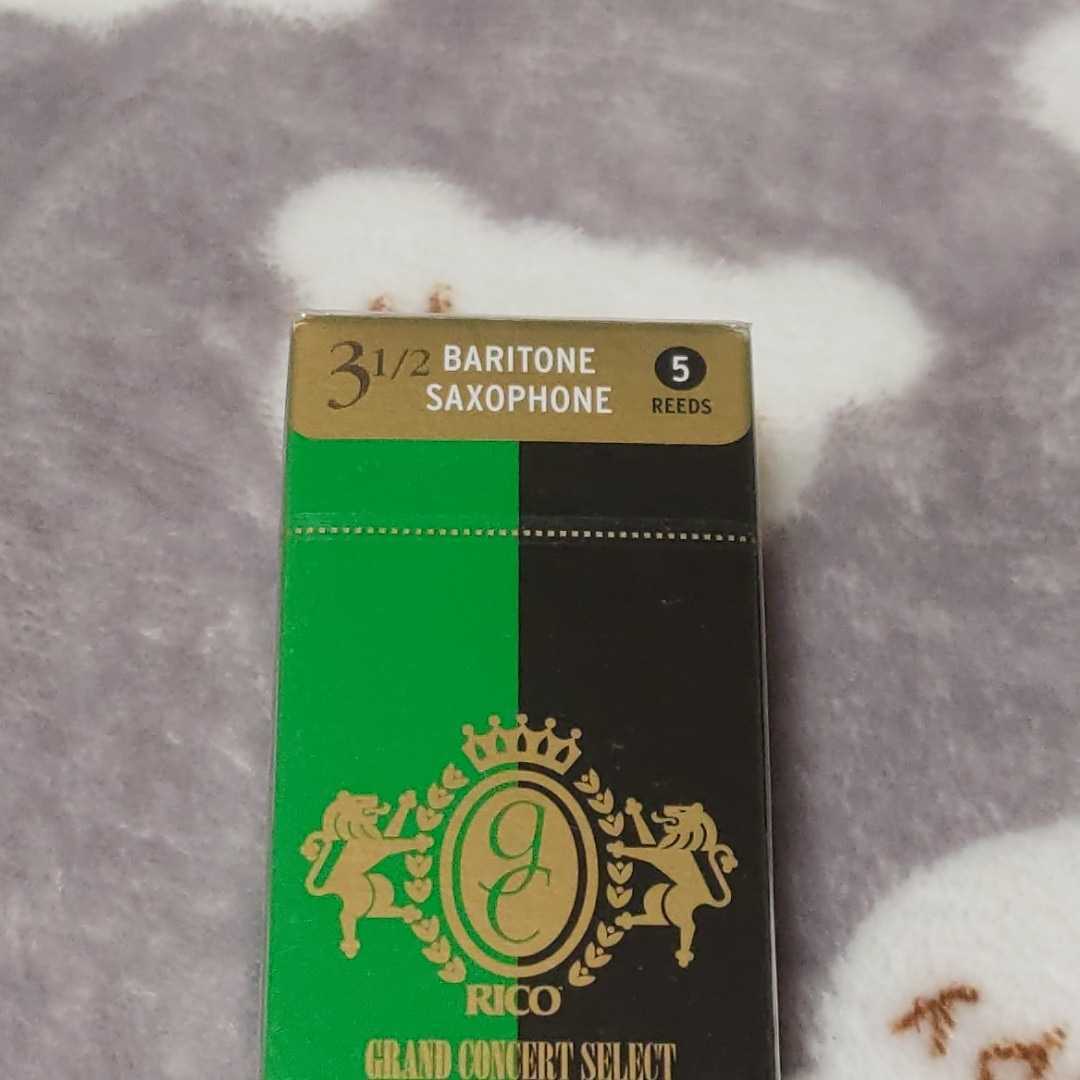 3 1/2 BARITONE
SAXOPHONE
5
REEDS
gc
RICO
GRAND CONCERT SELECT